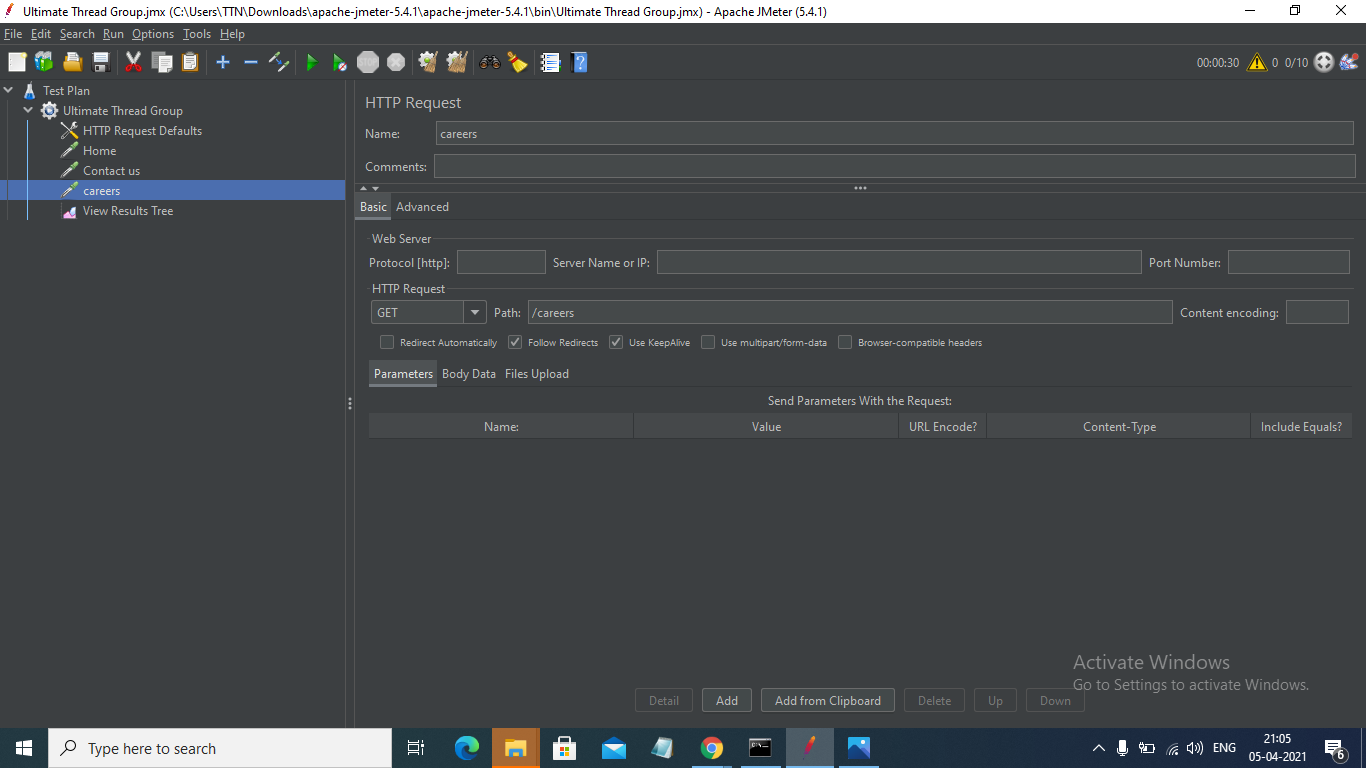 Ultimate Thread Group.jmx (C:\Users\TTN\Downloads\apache-jmeter-5.4.1\apache-jmeter-5.4.1\bin\Ultimate Thread Group.jmx) - Apache JMeter (5.4.1)
File Edit Search Run Options Tools Help
STOP 00:00:30 0 0/10
Test Plan
Ultimate Thread Group
HTTP Request Defaults
Home
Contact us
careers
View Results Tree
HTTP Request
Name: careers
Comments:
Basic Advanced
Web Server
Protocol [http]: Server Name or IP: Port Number:
HTTP Request
GET Path: /careers Content encoding:
Redirect Automatically Follow Redirects Use KeepAlive Use multipart/form-data Browser-compatible headers
Parameters Body Data Files Upload
Send Parameters With the Request:
Name: Value URL Encode? Content-Type Include Equals?
Detail Add Add from Clipboard Delete Up Down
Activate Windows
Go to Settings to activate Windows.
Type here to search
ENG
21:05
05-04-2021
6